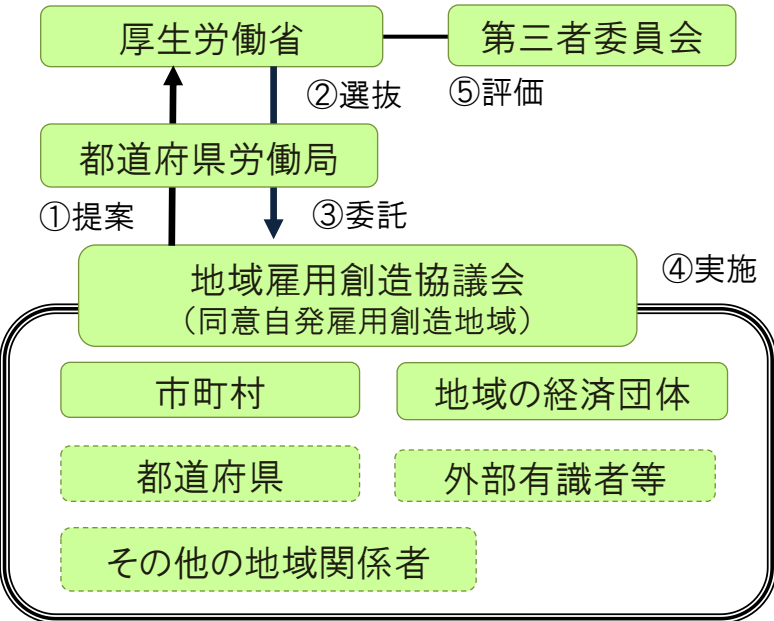 厚生労働省
第三者委員会
②選抜
⑤評価
都道府県労働局
①提案
③委託
地域雇用創造協議会
（同意自発雇用創造地域）
④実施
市町村
地域の経済団体
都道府県
外部有識者等
その他の地域関係者